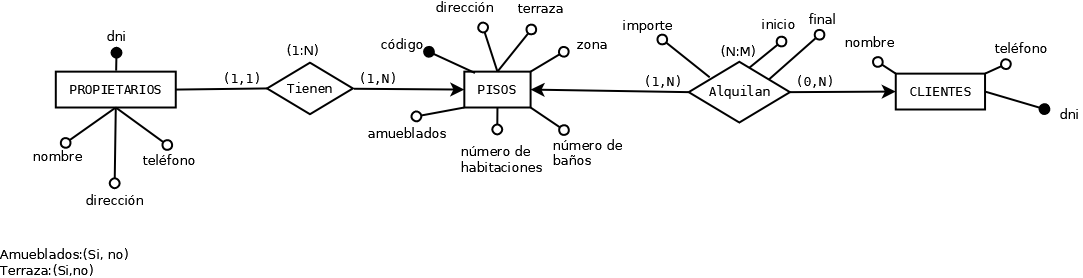 dirección
terraza
importe
inicio
final
dni
código
zona
nombre
teléfono
(1:N)
(N:M)
(1,1)
(1,N)
(1,N)
(0,N)
PROPIETARIOS
Tienen
PISOS
Alquilan
CLIENTES
dni
amueblados
número de
habitaciones
número de
baños
nombre
teléfono
dirección
Amueblados:(Si, no)
Terraza:(Si,no)